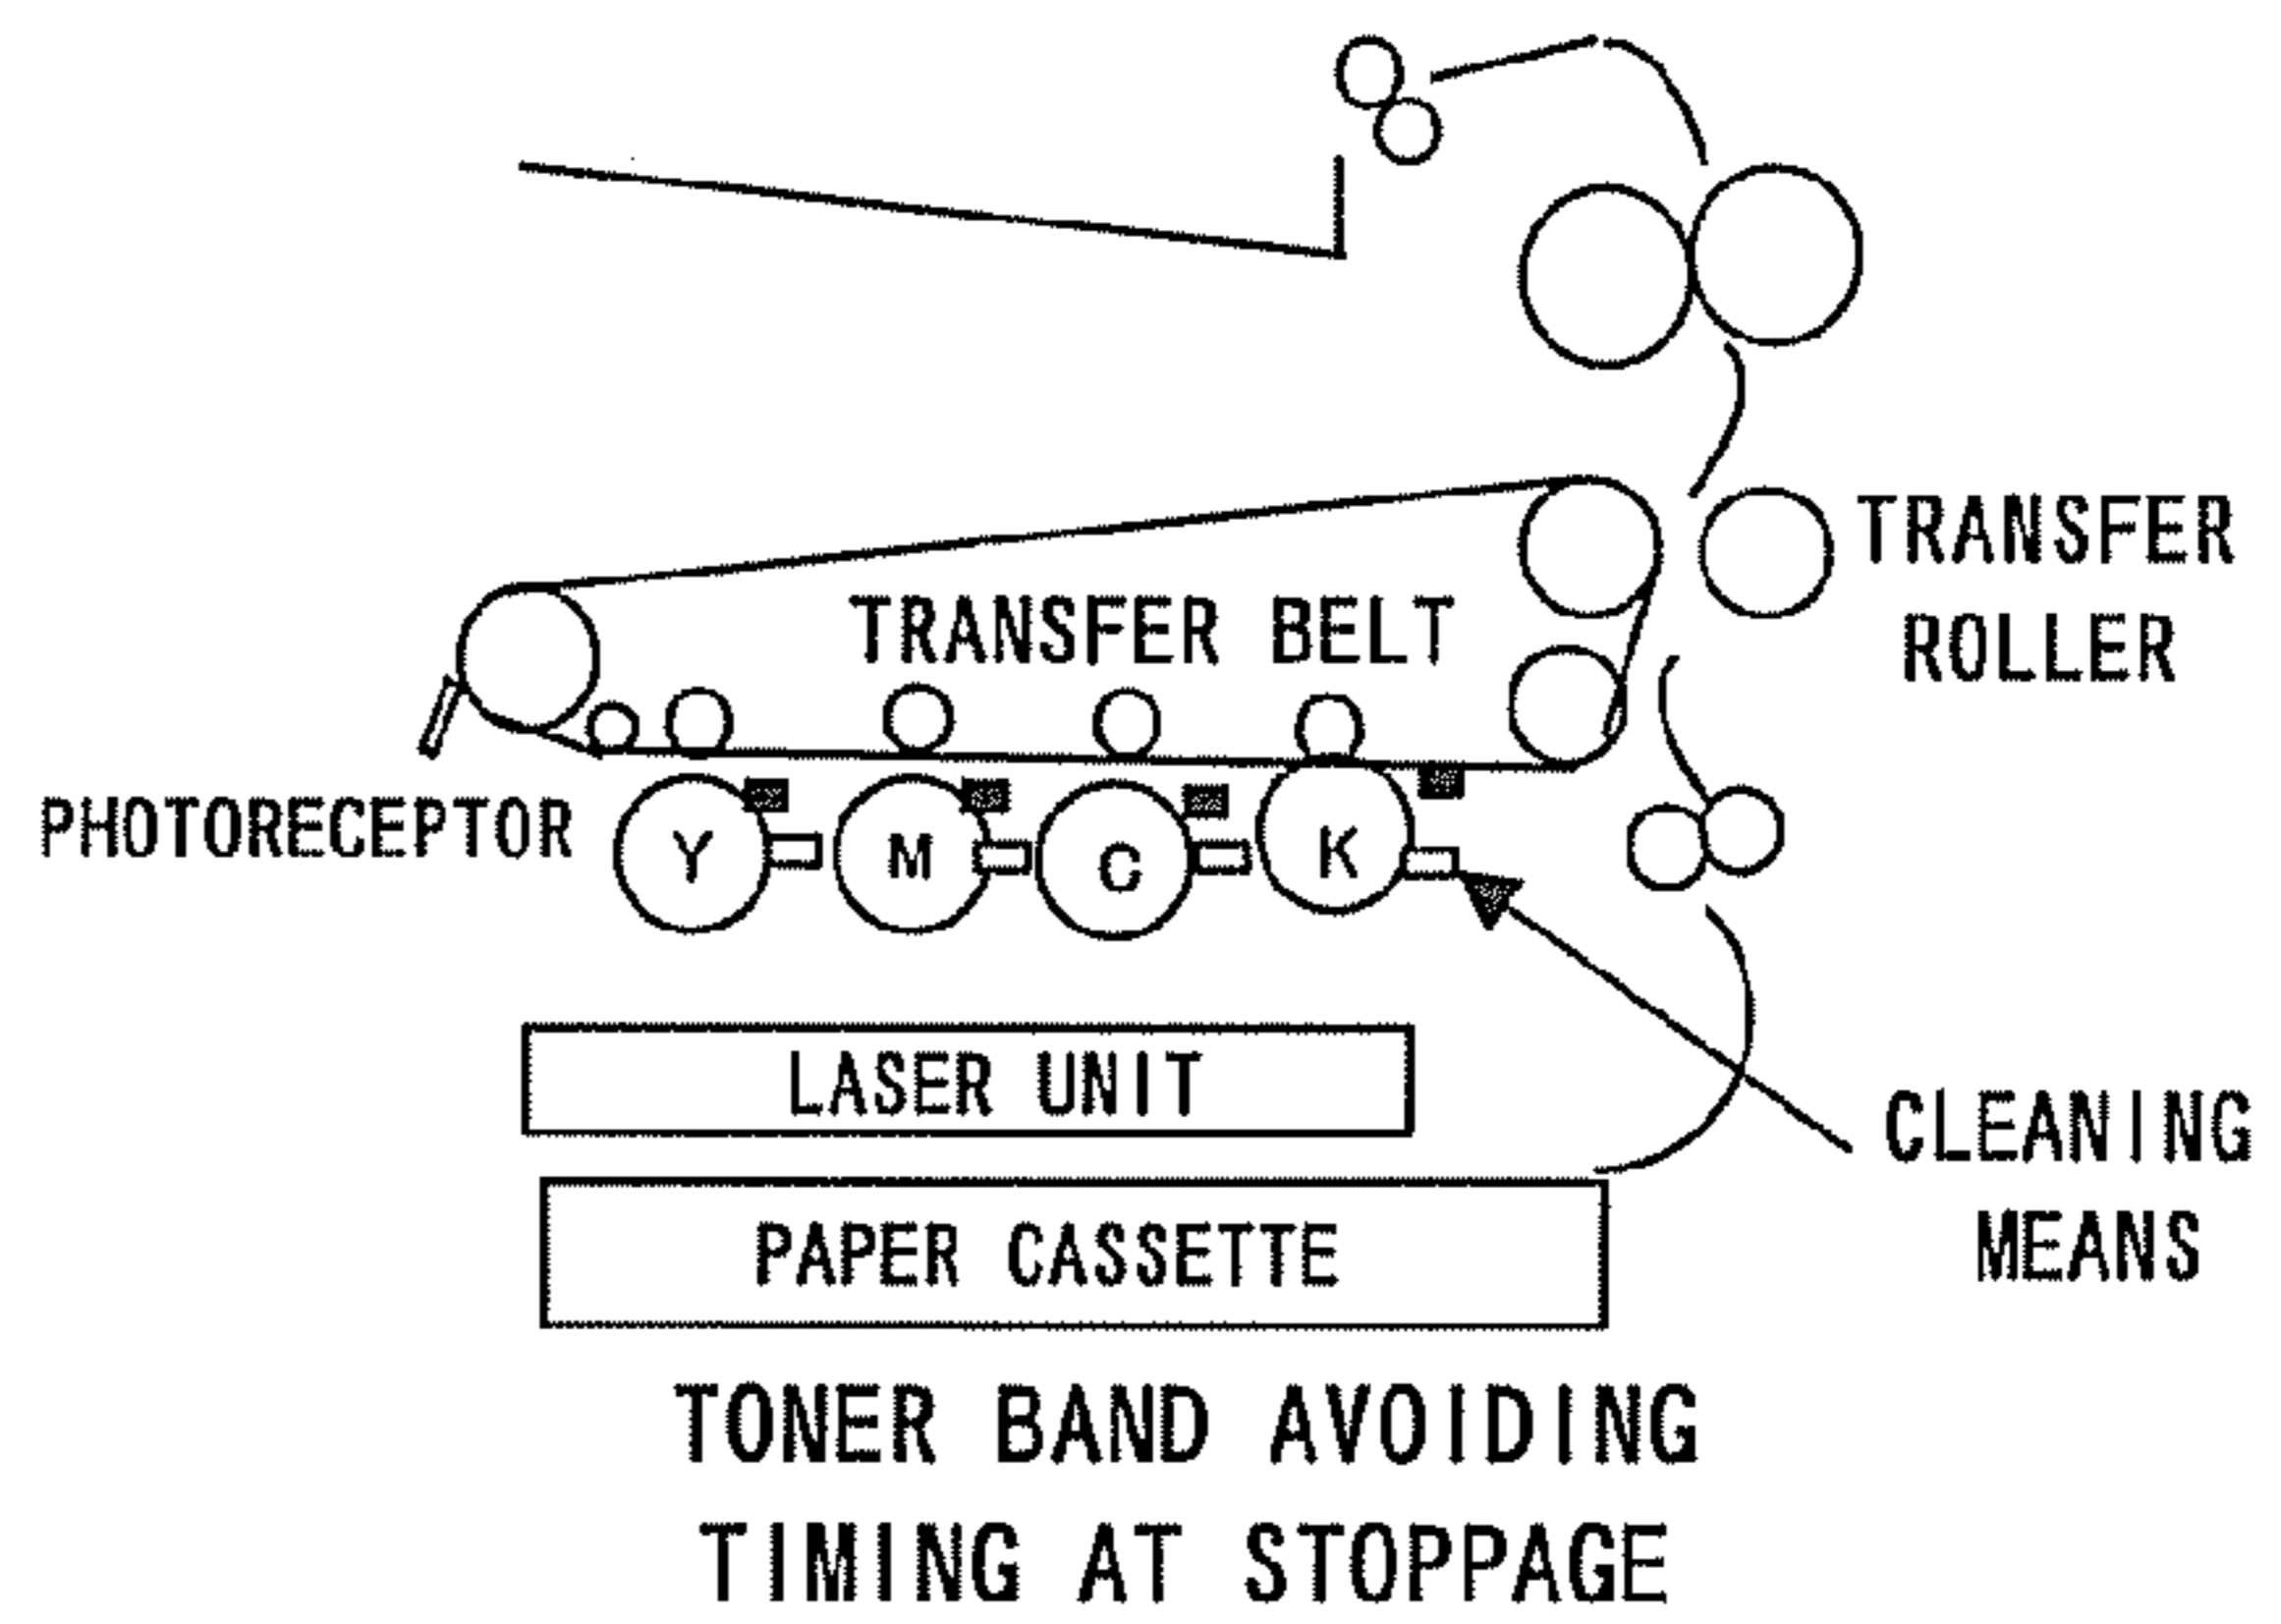 TRANSFER
ROLLER
TRANSFER BELT
PHOTORECEPTOR
Y
M
C
K
LASER UNIT
CLEANING
MEANS
PAPER CASSETTE
TONER BAND AVOIDING
TIMING AT STOPPAGE